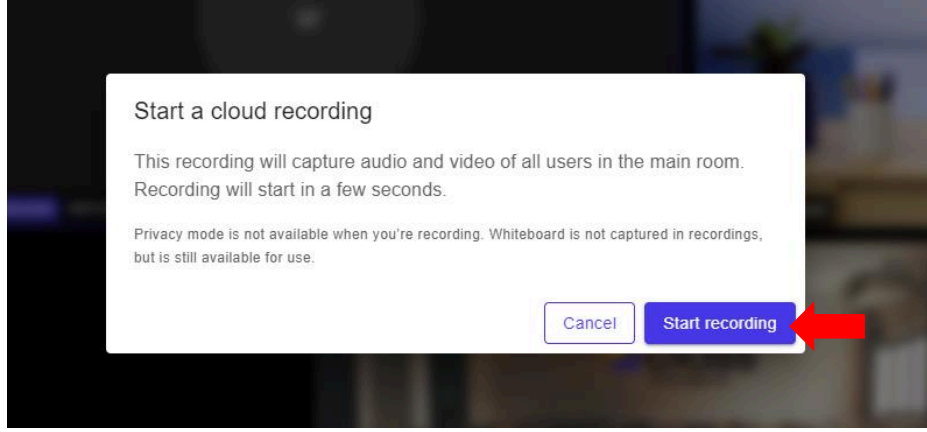 Start a cloud recording
This recording will capture audio and video of all users in the main room.
Recording will start in a few seconds.
Privacy mode is not available when you're recording. Whiteboard is not captured in recordings,
but is still available for use.
Cancel
Start recording